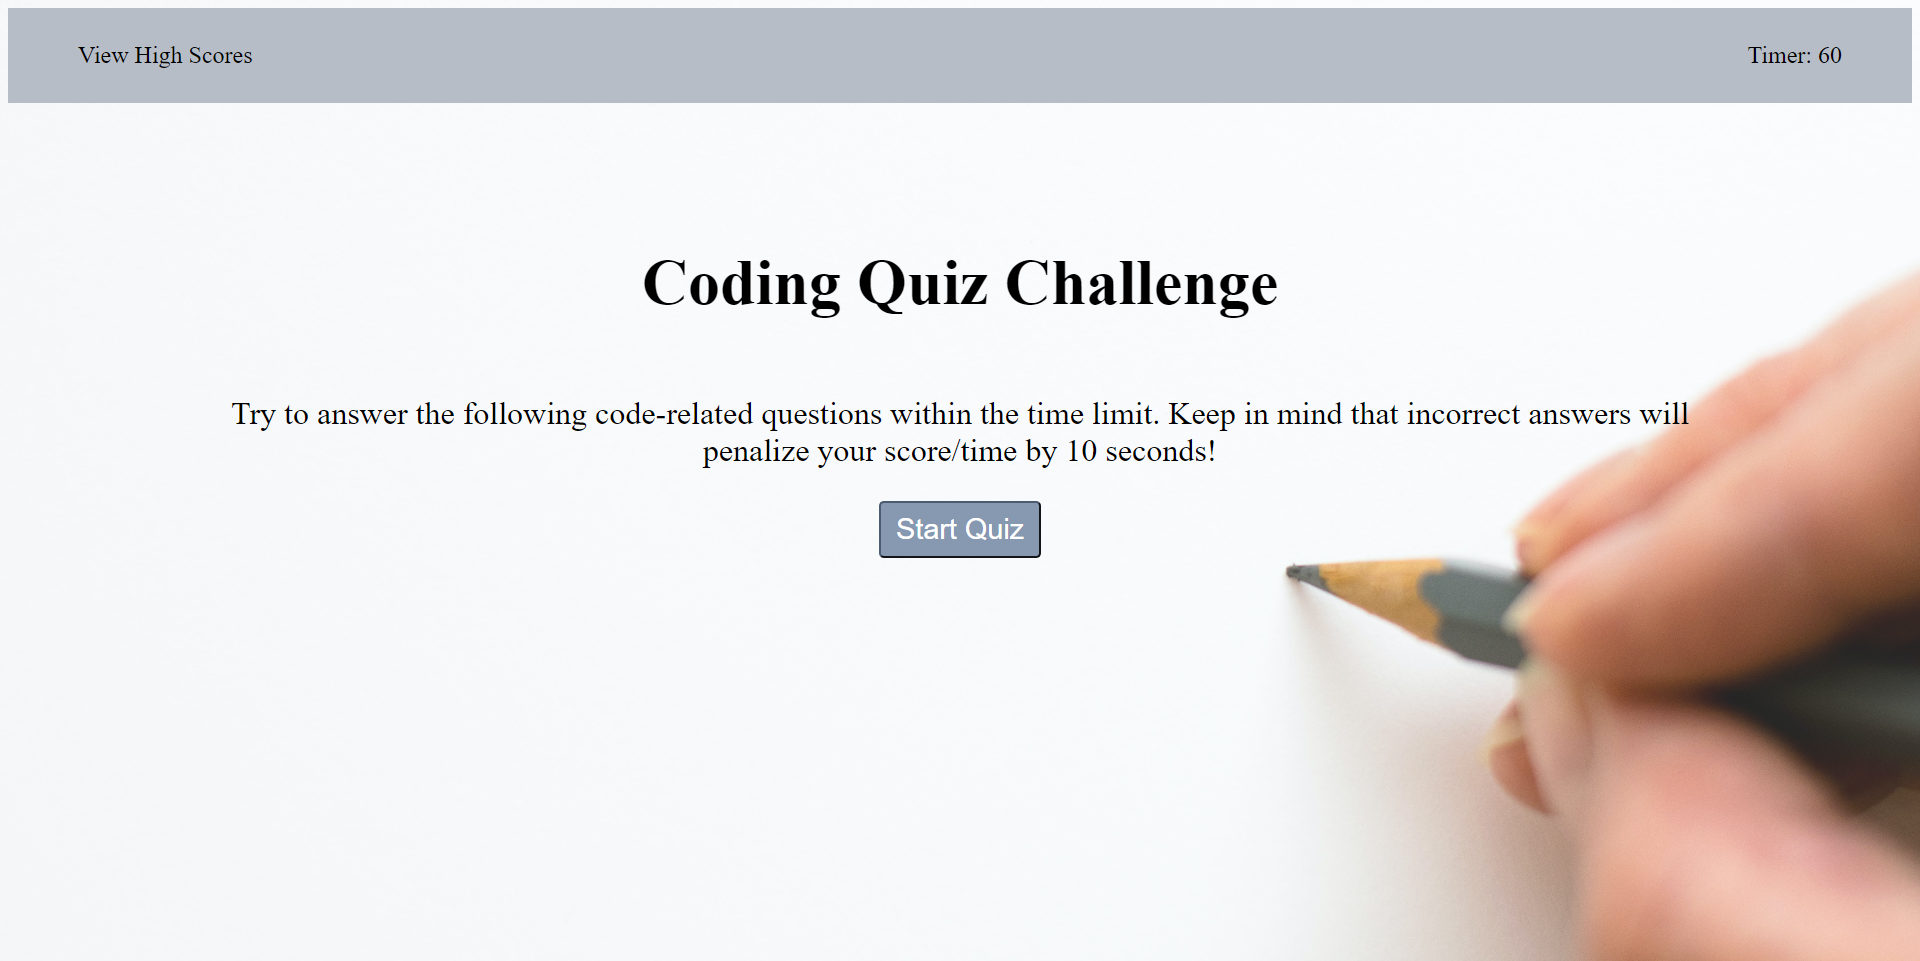 View High Scores
Timer: 60
Coding Quiz Challenge
Try to answer the following code-related questions within the time limit. Keep in mind that incorrect answers will
penalize your score/time by 10 seconds!
Start Quiz